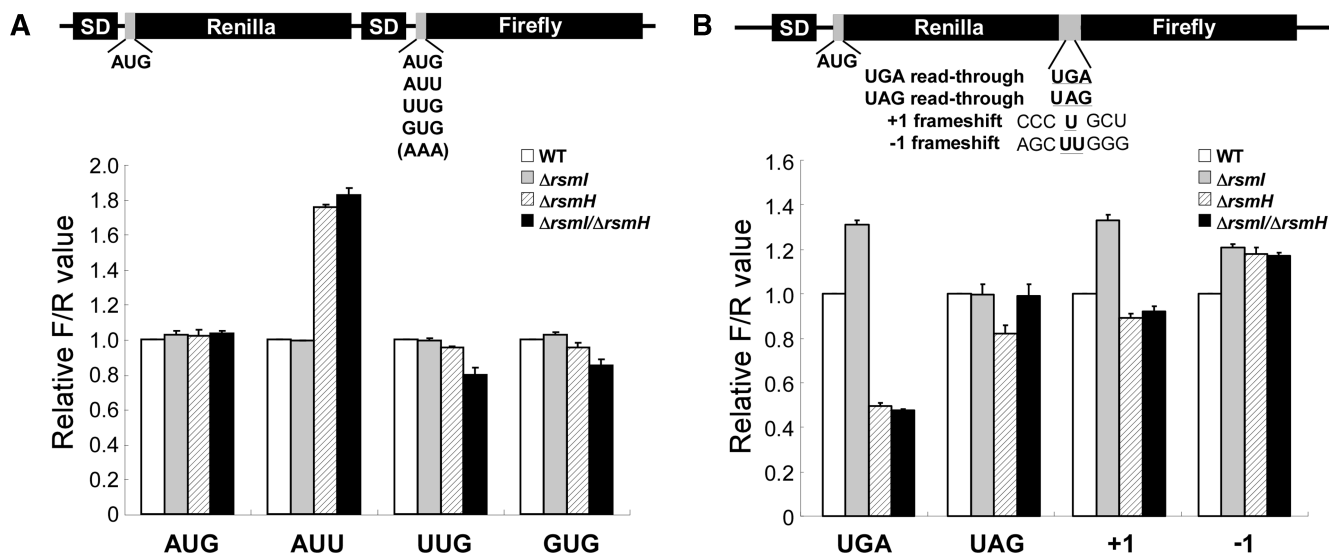 A
SD Renilla SD Firefly
AUG AUG
AUU
UUG
GUG
(AAA)
WT
ΔrsmI
ΔrsmH
ΔrsmI/ΔrsmH
Relative F/R value
2.0
1.8
1.6
1.4
1.2
1.0
0.8
0.6
0.4
0.2
0
AUG AUU UUG GUG
B
SD Renilla Firefly
AUG
UGA read-through UGA
UAG read-through UAG
+1 frameshift CCC U GCU
-1 frameshift AGC UU GGG
WT
ΔrsmI
ΔrsmH
ΔrsmI/ΔrsmH
Relative F/R value
1.6
1.4
1.2
1.0
0.8
0.6
0.4
0.2
0
UGA UAG +1 -1